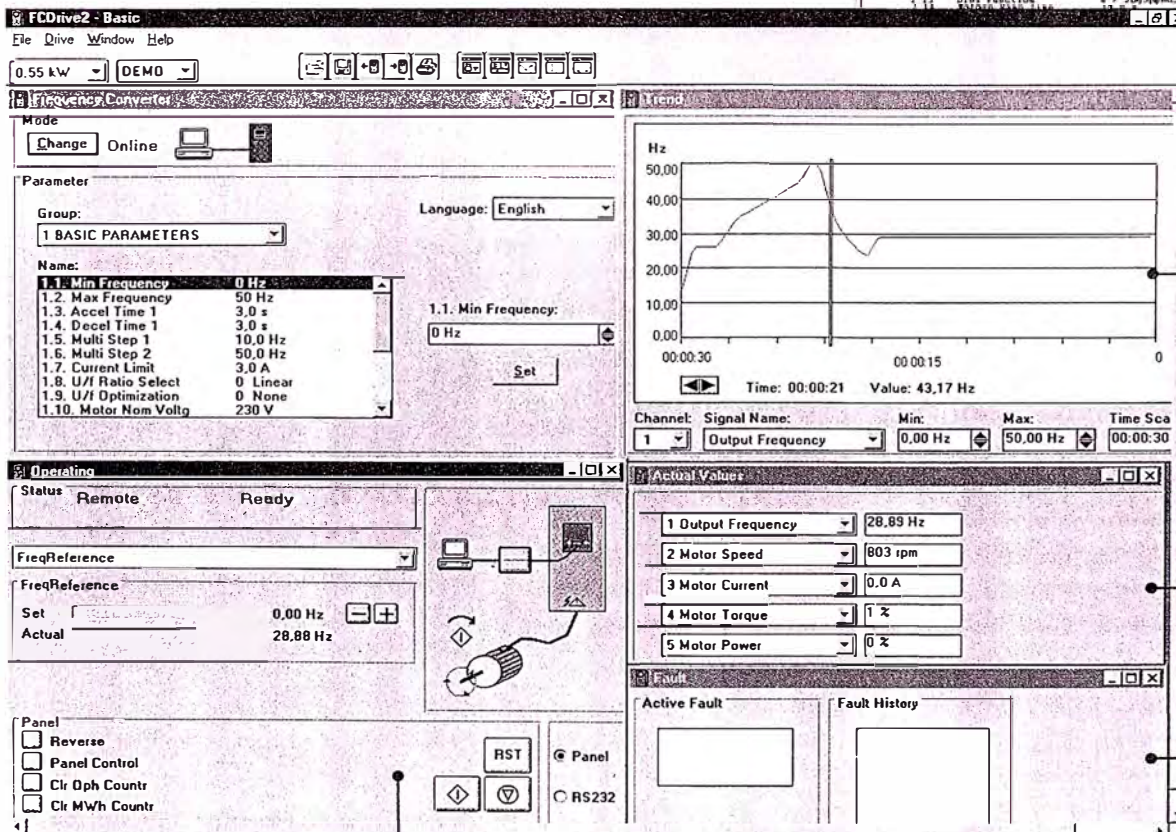 FCDrive2 - Basic
File Drive Window Help
0.55 kW DEMO
Frequency Converter
Mode
Change Online
Parameter
Group:
1 BASIC PARAMETERS
Language: English
Name:
1.1. Min Frequency 0 Hz
1.2. Max Frequency 50 Hz
1.3. Accel Time 1 3,0 s
1.4. Decel Time 1 3,0 s
1.5. Multi Step 1 10,0 Hz
1.6. Multi Step 2 50,0 Hz
1.7. Current Limit 3,0 A
1.8. U/f Ratio Select 0 Linear
1.9. U/f Optimization 0 None
1.10. Motor Nom Voltg 230 V
1.1. Min Frequency:
0 Hz
Set
Trend
Hz
50,00
40,00
30,00
20,00
10,00
0,00
00:00:30 00:00:15 0
Time: 00:00:21 Value: 43,17 Hz
Channel: Signal Name: Min: Max: Time Sca
1 Output Frequency 0,00 Hz 50,00 Hz 00:00:30
Operating
Status Remote Ready
FreqReference
FreqReference
Set 0,00 Hz
Actual 28,88 Hz
Panel
Reverse
Panel Control
Clr Oph Countr
Clr MWh Countr
RST
Panel
RS232
Actual Values
1 Output Frequency 28,89 Hz
2 Motor Speed 803 rpm
3 Motor Current 0.0 A
4 Motor Torque 1 %
5 Motor Power 0 %
Fault
Active Fault Fault History